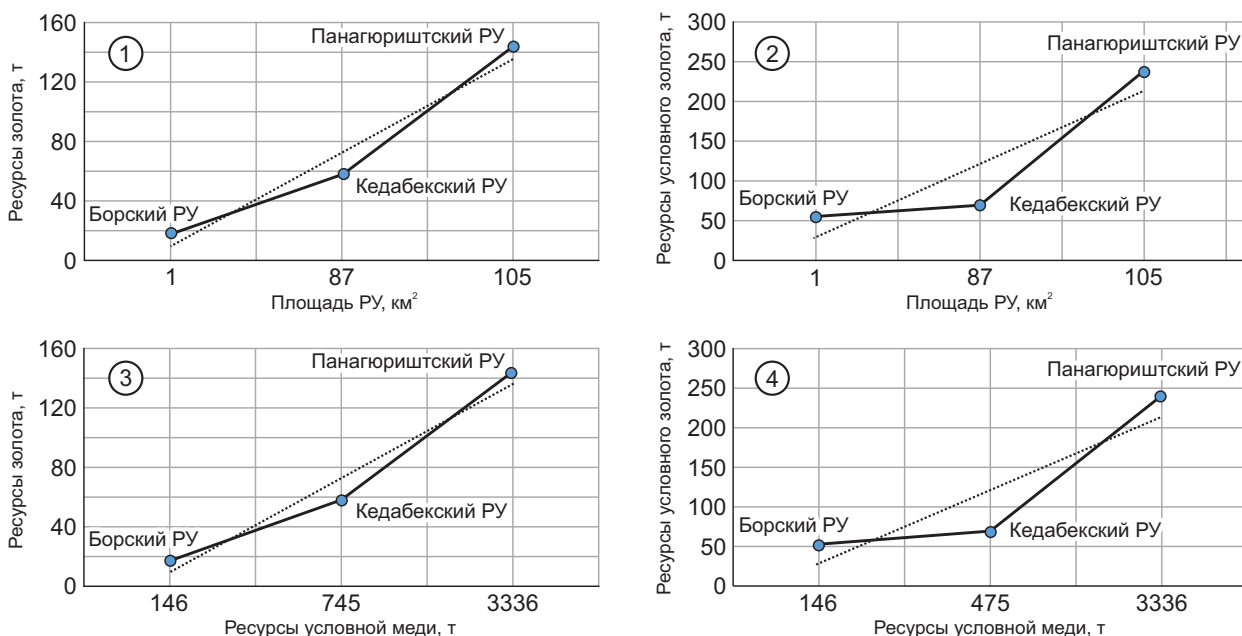 Ресурсы золота, т
160
120
80
40
0
1
Панагюриштский РУ
Борский РУ
Кедабекский РУ
1
87
105
Площадь РУ, км²
Ресурсы условного золота, т
300
250
200
150
100
50
0
2
Панагюриштский РУ
Борский РУ
Кедабекский РУ
1
87
105
Площадь РУ, км²
Ресурсы золота, т
160
120
80
40
0
3
Панагюриштский РУ
Борский РУ
Кедабекский РУ
146
745
3336
Ресурсы условной меди, т
Ресурсы условного золота, т
300
250
200
150
100
50
0
4
Панагюриштский РУ
Борский РУ
Кедабекский РУ
146
475
3336
Ресурсы условной меди, т